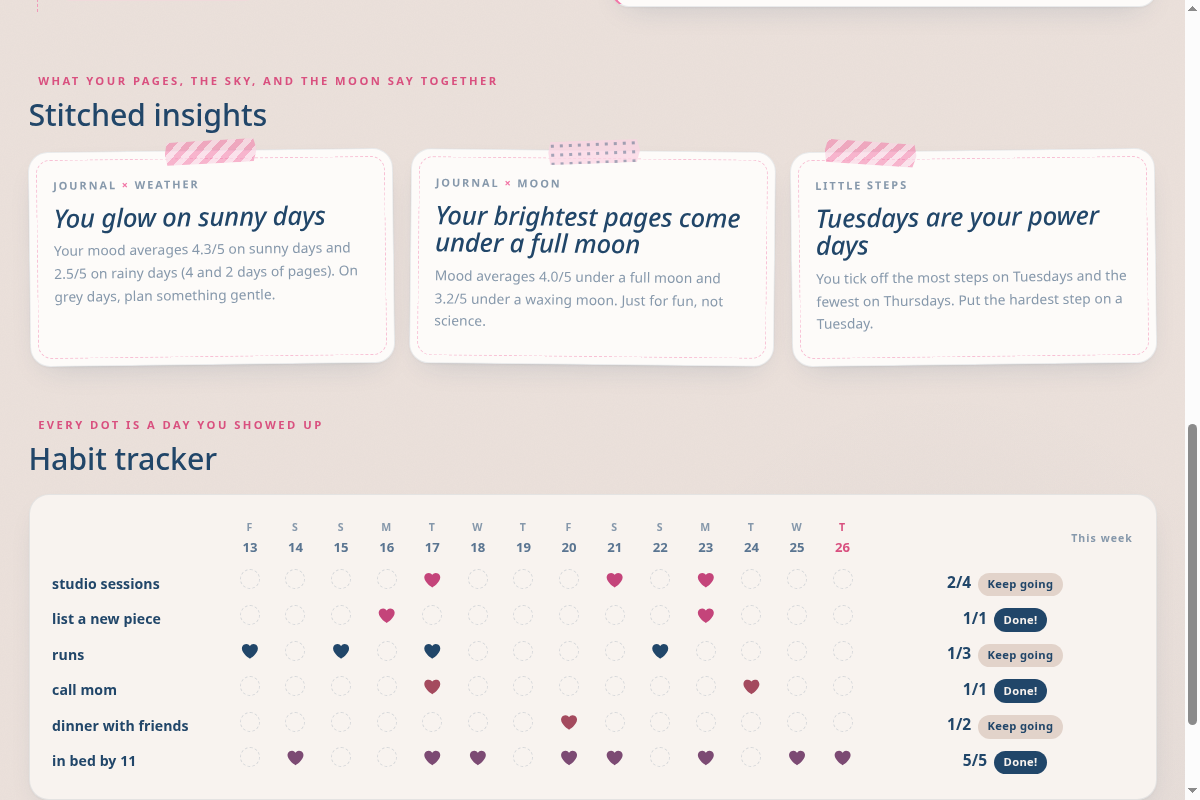 WHAT YOUR PAGES, THE SKY, AND THE MOON SAY TOGETHER
Stitched insights
JOURNAL × WEATHER
You glow on sunny days
Your mood averages 4.3/5 on sunny days and
2.5/5 on rainy days (4 and 2 days of pages). On
grey days, plan something gentle.
JOURNAL × MOON
Your brightest pages come
under a full moon
Mood averages 4.0/5 under a full moon and
3.2/5 under a waxing moon. Just for fun, not
science.
LITTLE STEPS
Tuesdays are your power
days
You tick off the most steps on Tuesdays and the
fewest on Thursdays. Put the hardest step on a
Tuesday.
EVERY DOT IS A DAY YOU SHOWED UP
Habit tracker
F S S M T W T F S S M T W T
13 14 15 16 17 18 19 20 21 22 23 24 25 26
This week
studio sessions 2/4 Keep going
list a new piece 1/1 Done!
runs 1/3 Keep going
call mom 1/1 Done!
dinner with friends 1/2 Keep going
in bed by 11 5/5 Done!